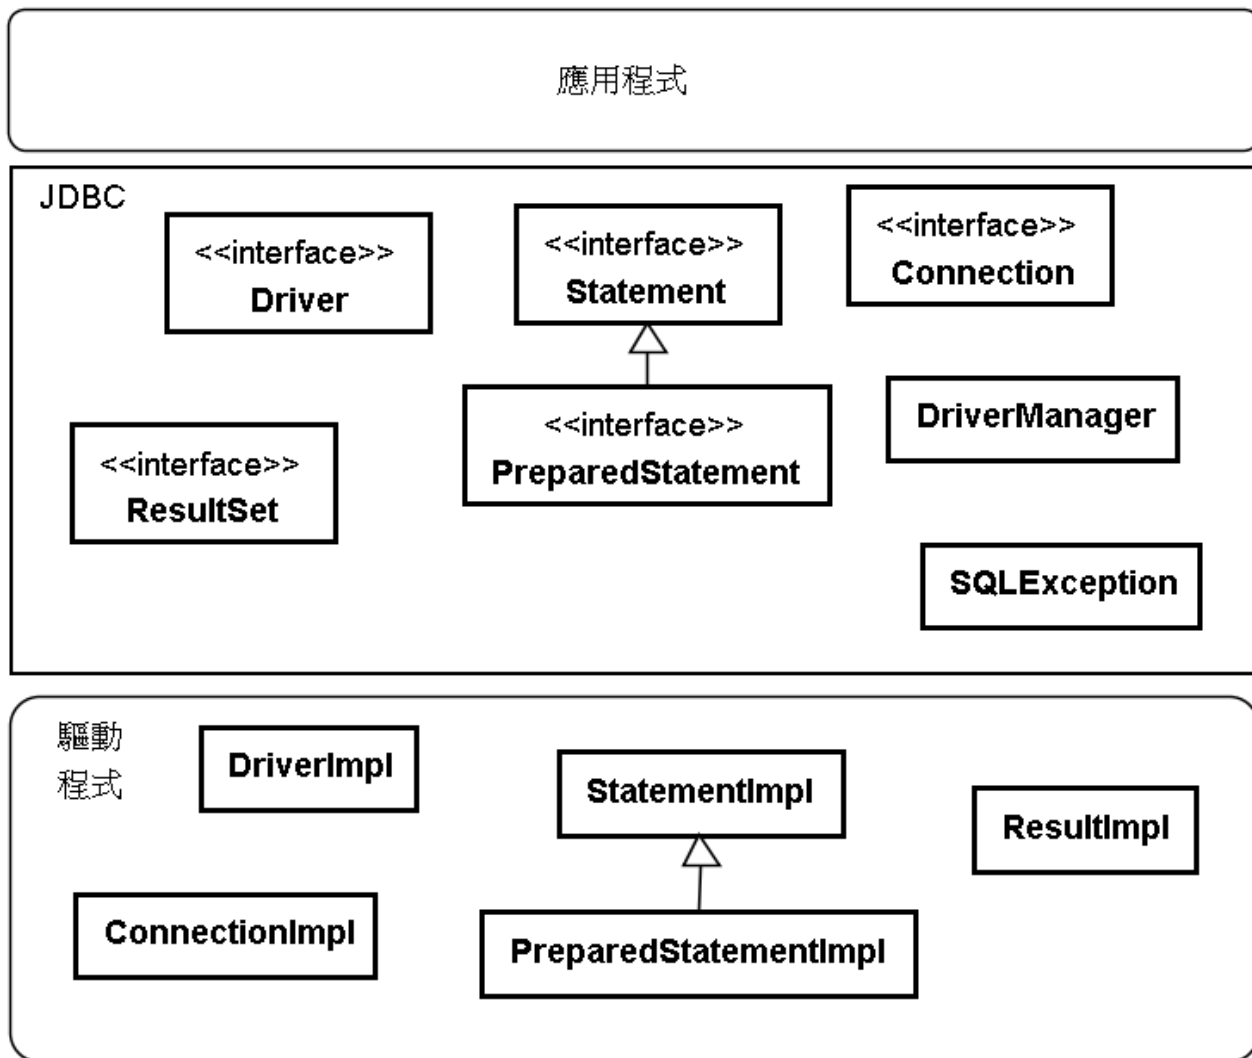 應用程式
JDBC
<<interface>>
Driver
<<interface>>
Statement
<<interface>>
Connection
<<interface>>
ResultSet
<<interface>>
PreparedStatement
DriverManager
SQLException
驅動
程式
DriverImpl
StatementImpl
ResultImpl
ConnectionImpl
PreparedStatementImpl